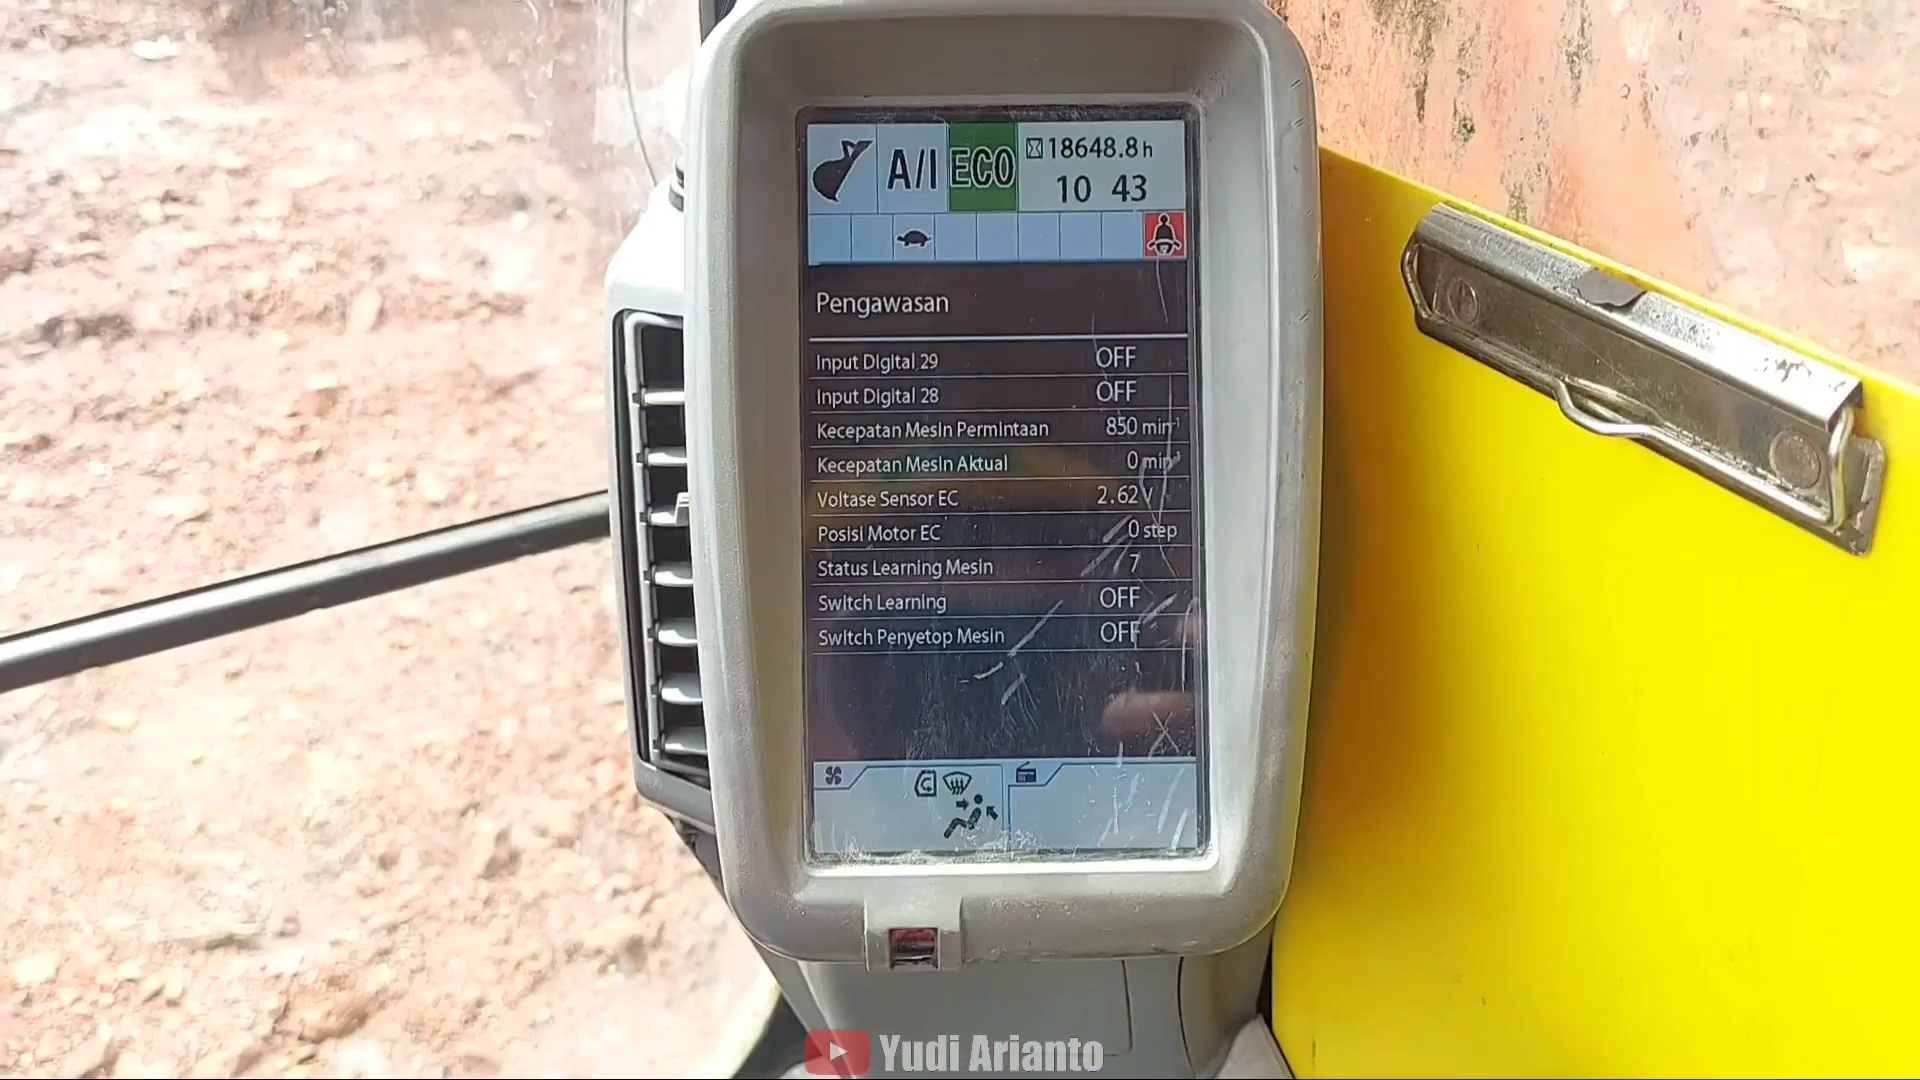 A/I ECO 18648.8 h
10 43
Pengawasan
Input Digital 29 OFF
Input Digital 28 OFF
Kecepatan Mesin Permintaan 850 min⁻¹
Kecepatan Mesin Aktual 0 min⁻¹
Voltase Sensor EC 2.62 V
Posisi Motor EC 0 step
Status Learning Mesin 7
Switch Learning OFF
Switch Penyetop Mesin OFF
Yudi Arianto